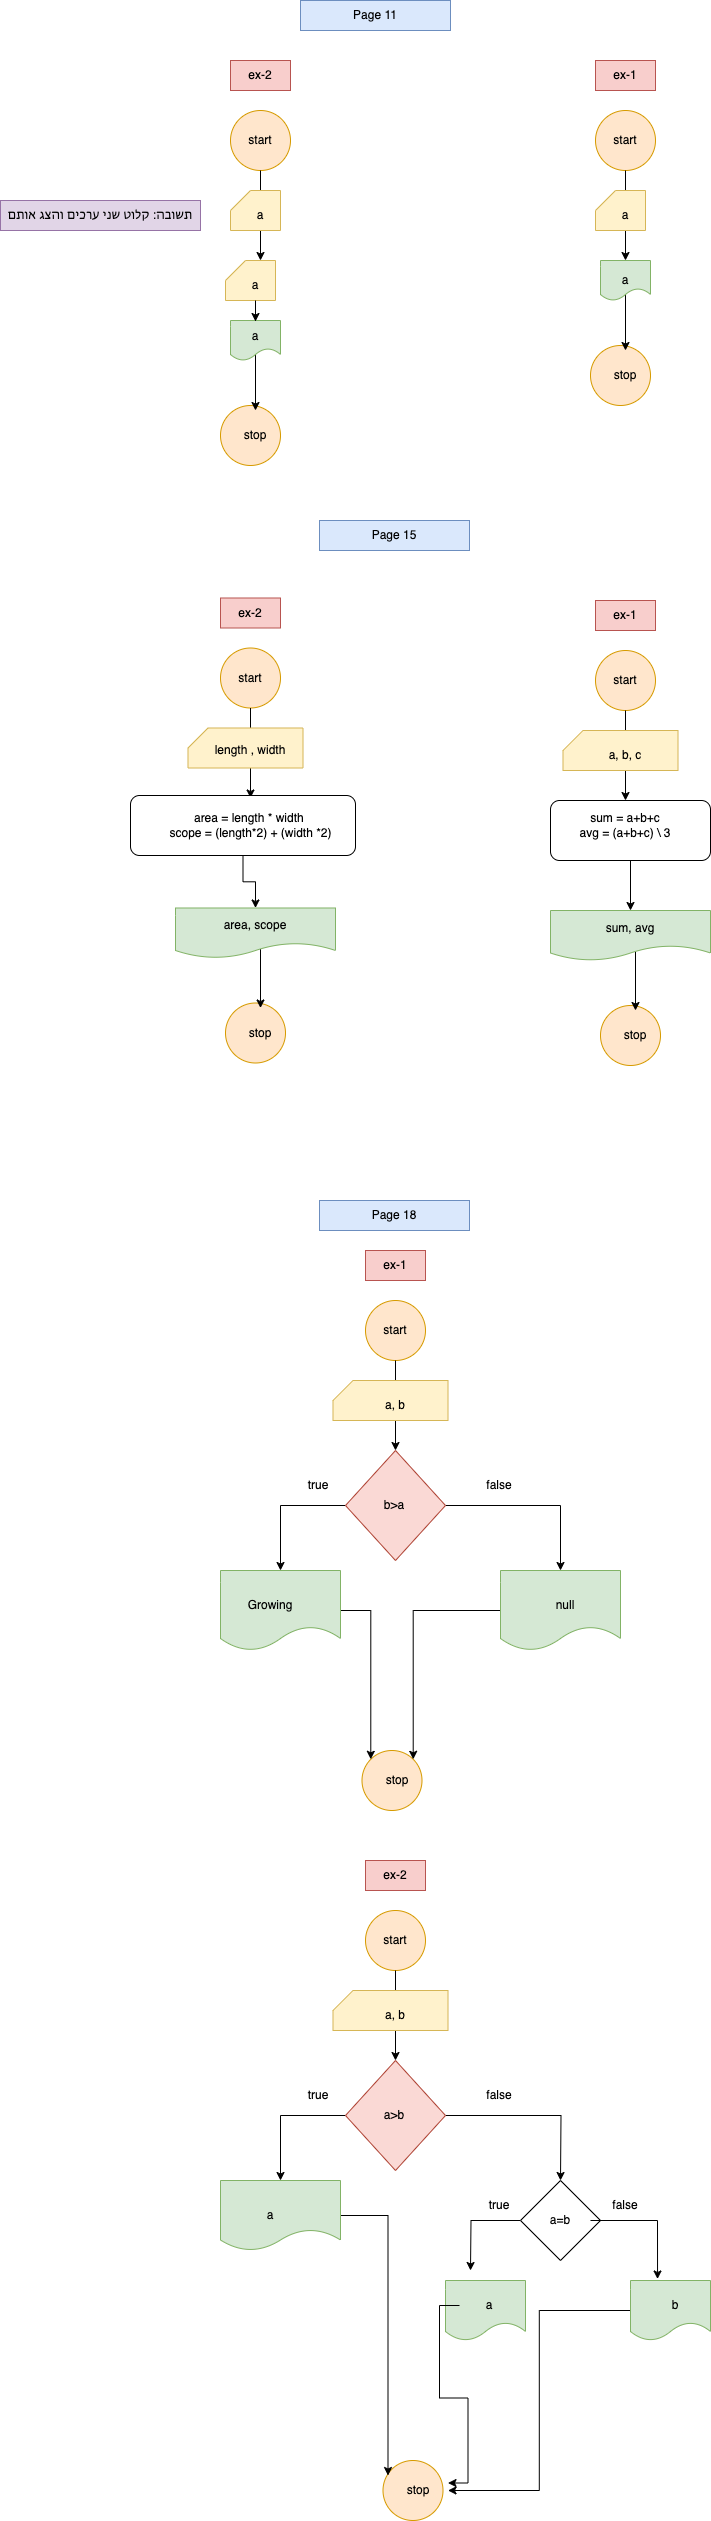 Page 11
ex-2
start
a
תשובה: קלוט שני ערכים והצג אותם
a
a
stop
ex-1
start
a
a
stop
Page 15
ex-2
start
length , width
area = length * width
scope = (length*2) + (width *2)
area, scope
stop
ex-1
start
a, b, c
sum = a+b+c
avg = (a+b+c) \ 3
sum, avg
stop
Page 18
ex-1
start
a, b
b>a
true
false
Growing
null
stop
ex-2
start
a, b
a>b
true
false
a
a=b
true
false
a
b
stop